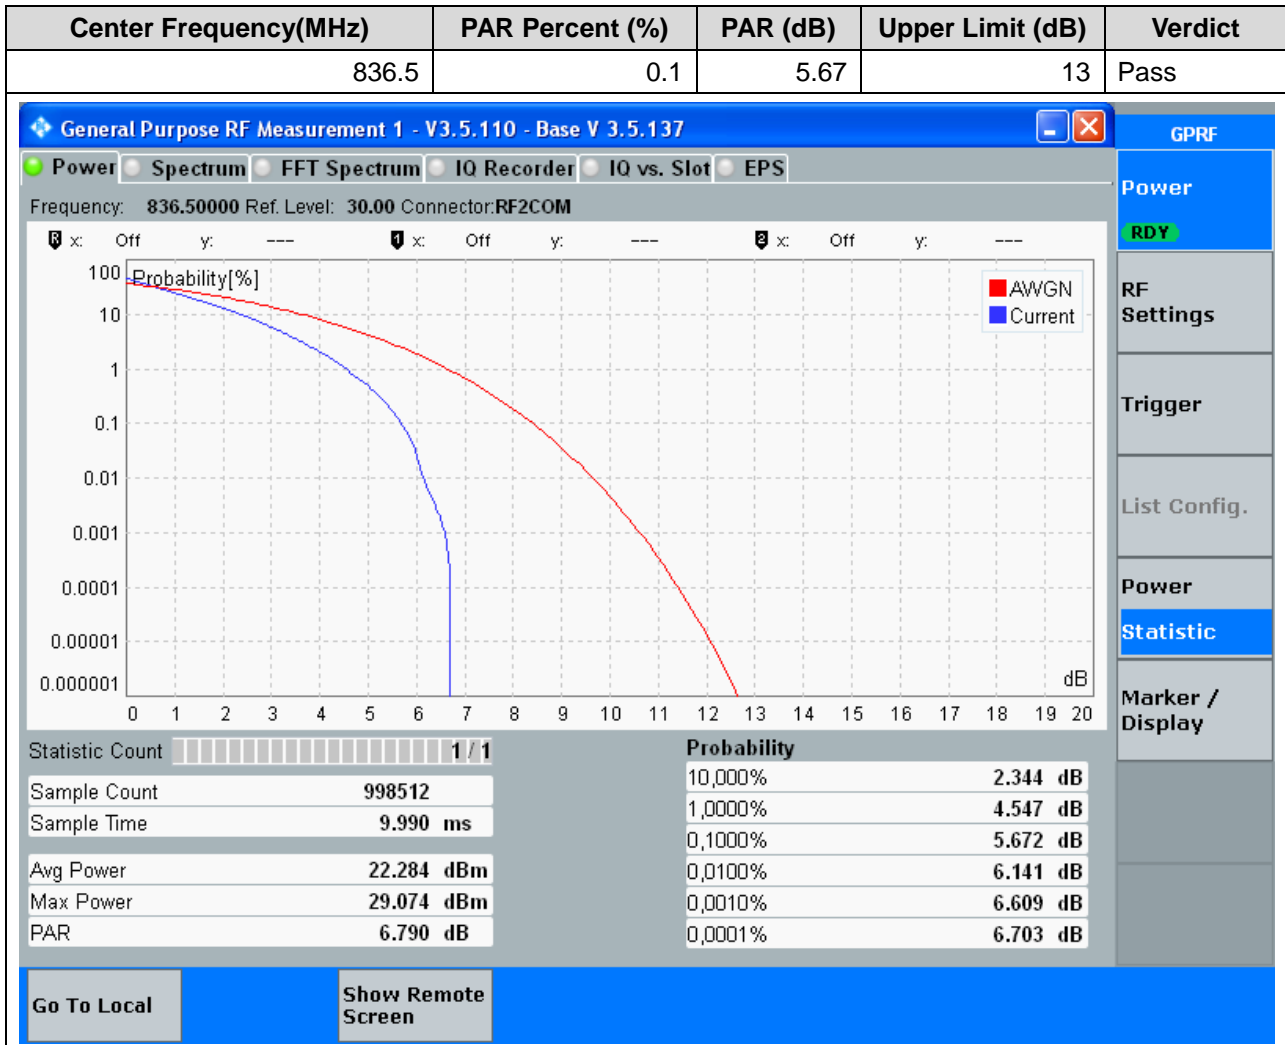 Center Frequency(MHz) PAR Percent (%) PAR (dB) Upper Limit (dB) Verdict
836.5 0.1 5.67 13 Pass
General Purpose RF Measurement 1 - V3.5.110 - Base V 3.5.137
GPRF
Power Spectrum FFT Spectrum IQ Recorder IQ vs. Slot EPS
Power
RDY
Frequency: 836.50000 Ref. Level: 30.00 Connector:RF2COM
R x: Off y: --- 1 x: Off y: --- 2 x: Off y: ---
Probability[%]
AWGN
Current
100
10
1
0.1
0.01
0.001
0.0001
0.00001
0.000001
dB
0 1 2 3 4 5 6 7 8 9 10 11 12 13 14 15 16 17 18 19 20
RF
Settings
Trigger
List Config.
Power
Statistic
Marker /
Display
Statistic Count 1 / 1
Sample Count 998512
Sample Time 9.990 ms
Avg Power 22.284 dBm
Max Power 29.074 dBm
PAR 6.790 dB
Probability
10,000% 2.344 dB
1,0000% 4.547 dB
0,1000% 5.672 dB
0,0100% 6.141 dB
0,0010% 6.609 dB
0,0001% 6.703 dB
Go To Local
Show Remote
Screen